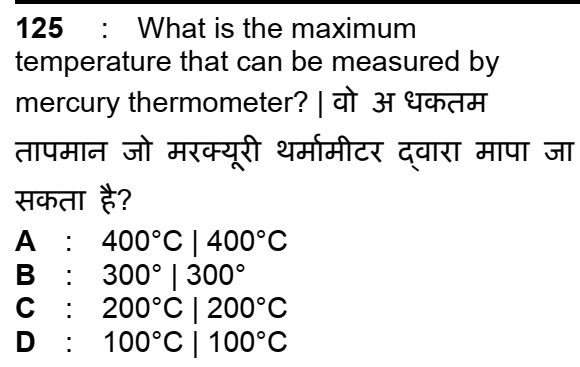 125 : What is the maximum
temperature that can be measured by
mercury thermometer? | वो अ धकतम
तापमान जो मरक्यूरी थर्मामीटर द्वारा मापा जा
सकता है?
A : 400°C | 400°C
B : 300° | 300°
C : 200°C | 200°C
D : 100°C | 100°C